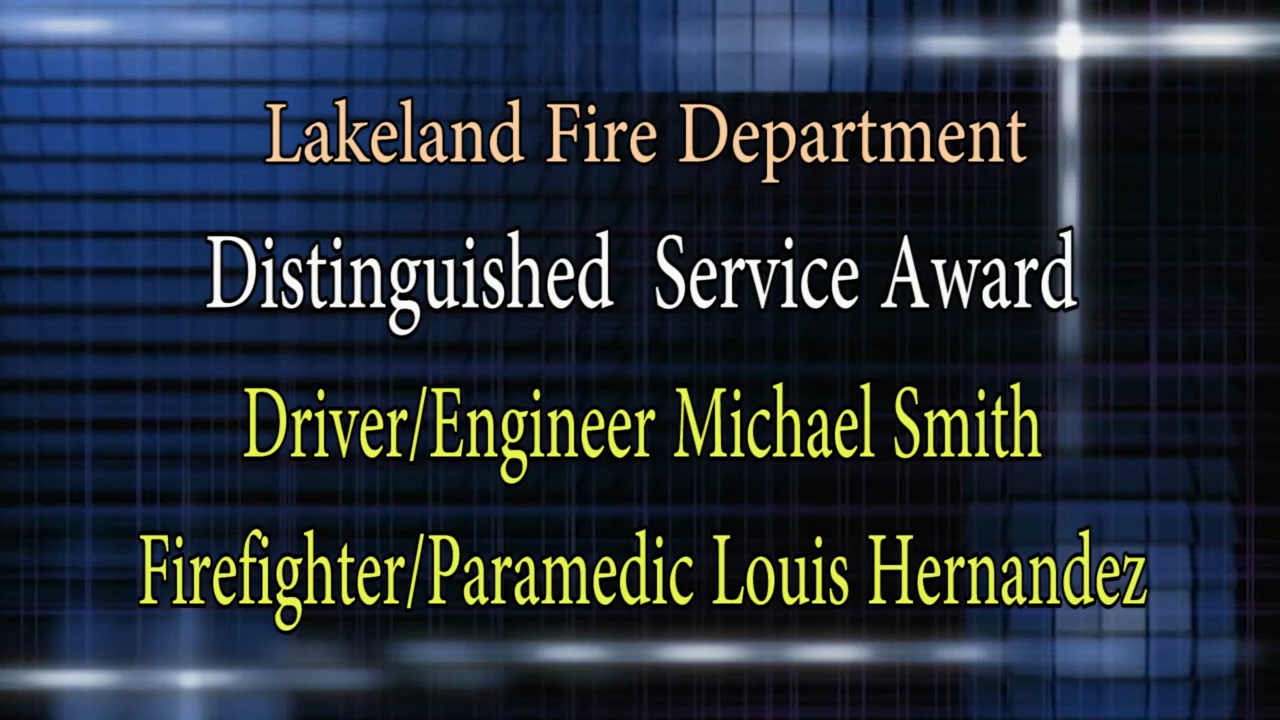 Lakeland Fire Department
Distinguished Service Award
Driver/Engineer Michael Smith
Firefighter/Paramedic Louis Hernandez